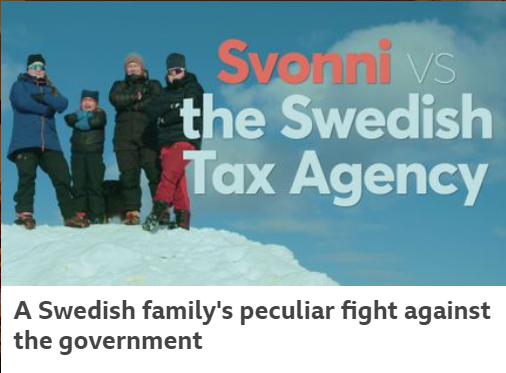 Svonni vs
the Swedish
Tax Agency
A Swedish family's peculiar fight against
the government